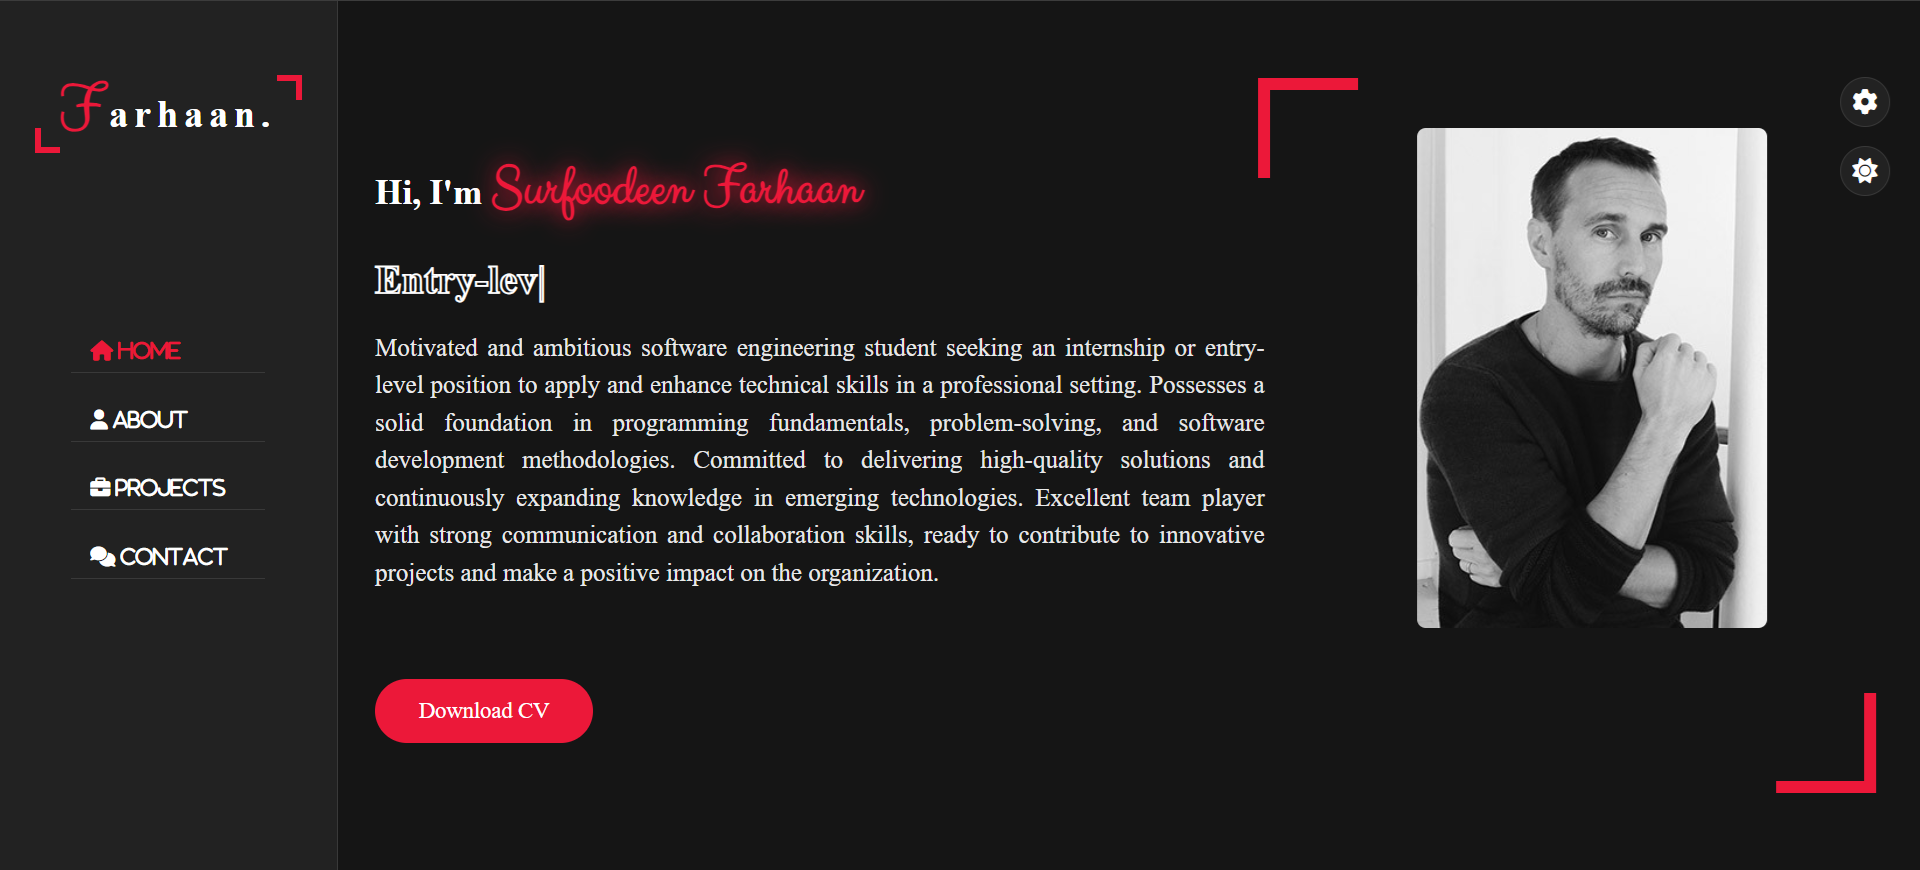 Farhaan.
HOME
ABOUT
PROJECTS
CONTACT
Hi, I'm Surfoodeen Farhaan
Entry-lev|
Motivated and ambitious software engineering student seeking an internship or entry-
level position to apply and enhance technical skills in a professional setting. Possesses a
solid foundation in programming fundamentals, problem-solving, and software
development methodologies. Committed to delivering high-quality solutions and
continuously expanding knowledge in emerging technologies. Excellent team player
with strong communication and collaboration skills, ready to contribute to innovative
projects and make a positive impact on the organization.
Download CV